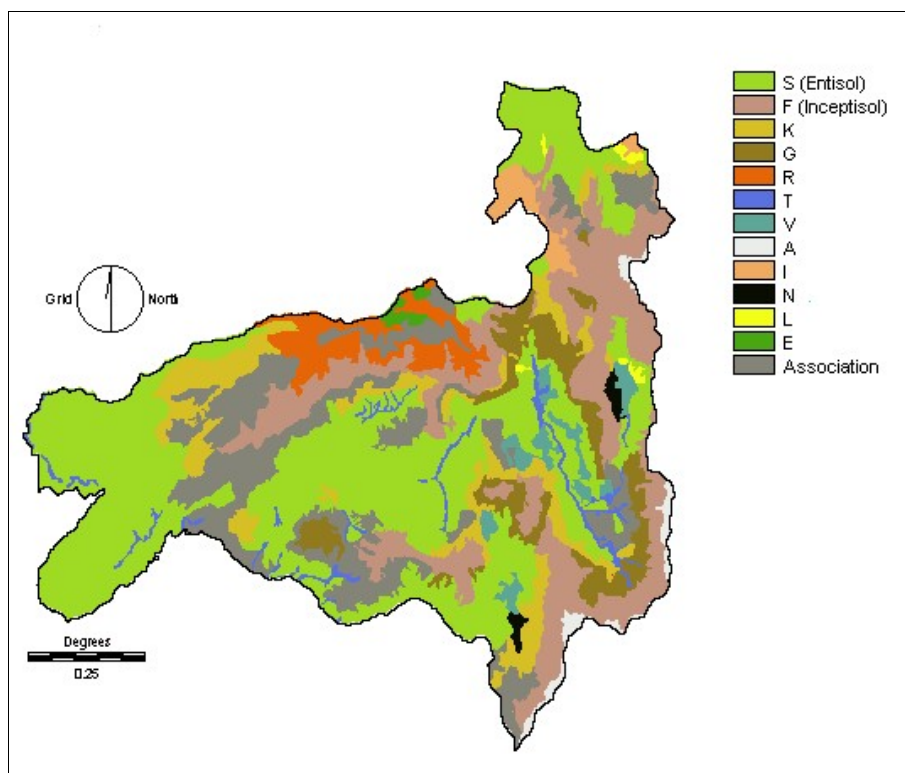 S (Entisol)
F (Inceptisol)
K
G
R
T
V
A
I
N
L
E
Association
Grid North
Degrees
0.25